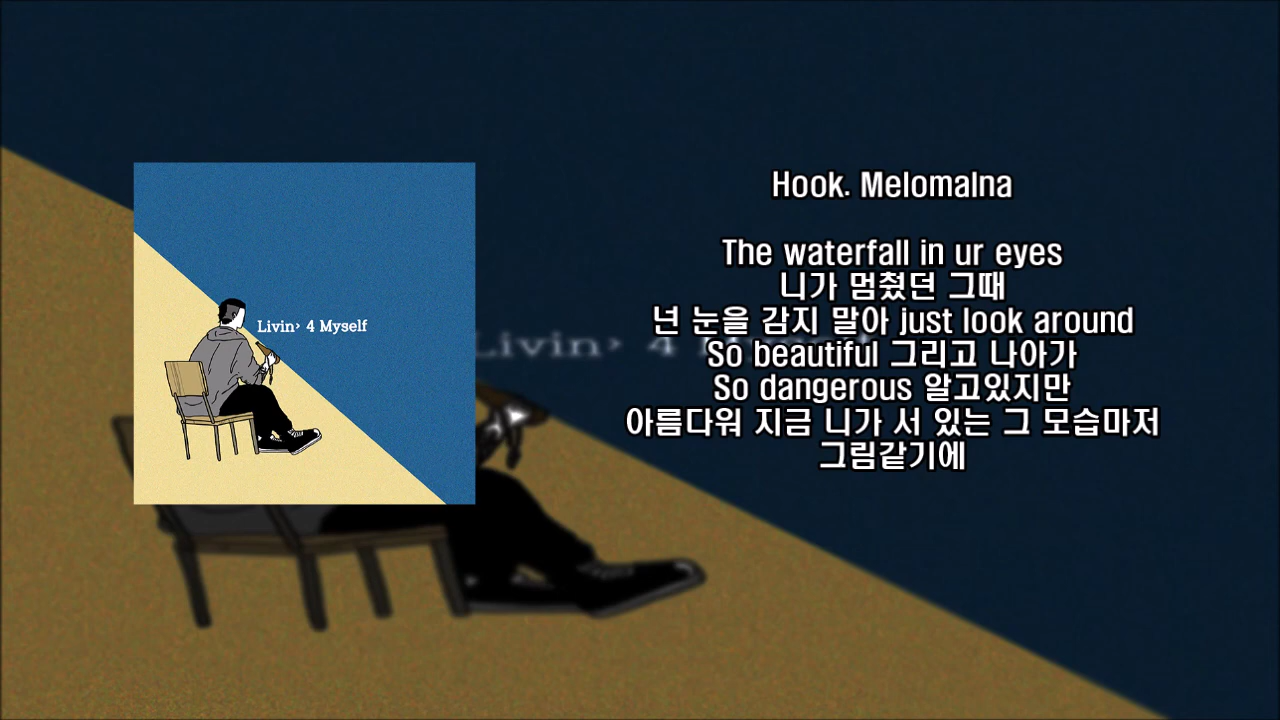 Livin› 4 Myself
Hook. Melomalna
The waterfall in ur eyes
니가 멈췄던 그때
넌 눈을 감지 말아 just look around
So beautiful 그리고 나아가
So dangerous 알고있지만
아름다워 지금 니가 서 있는 그 모습마저
그림같기에
Livin› 4